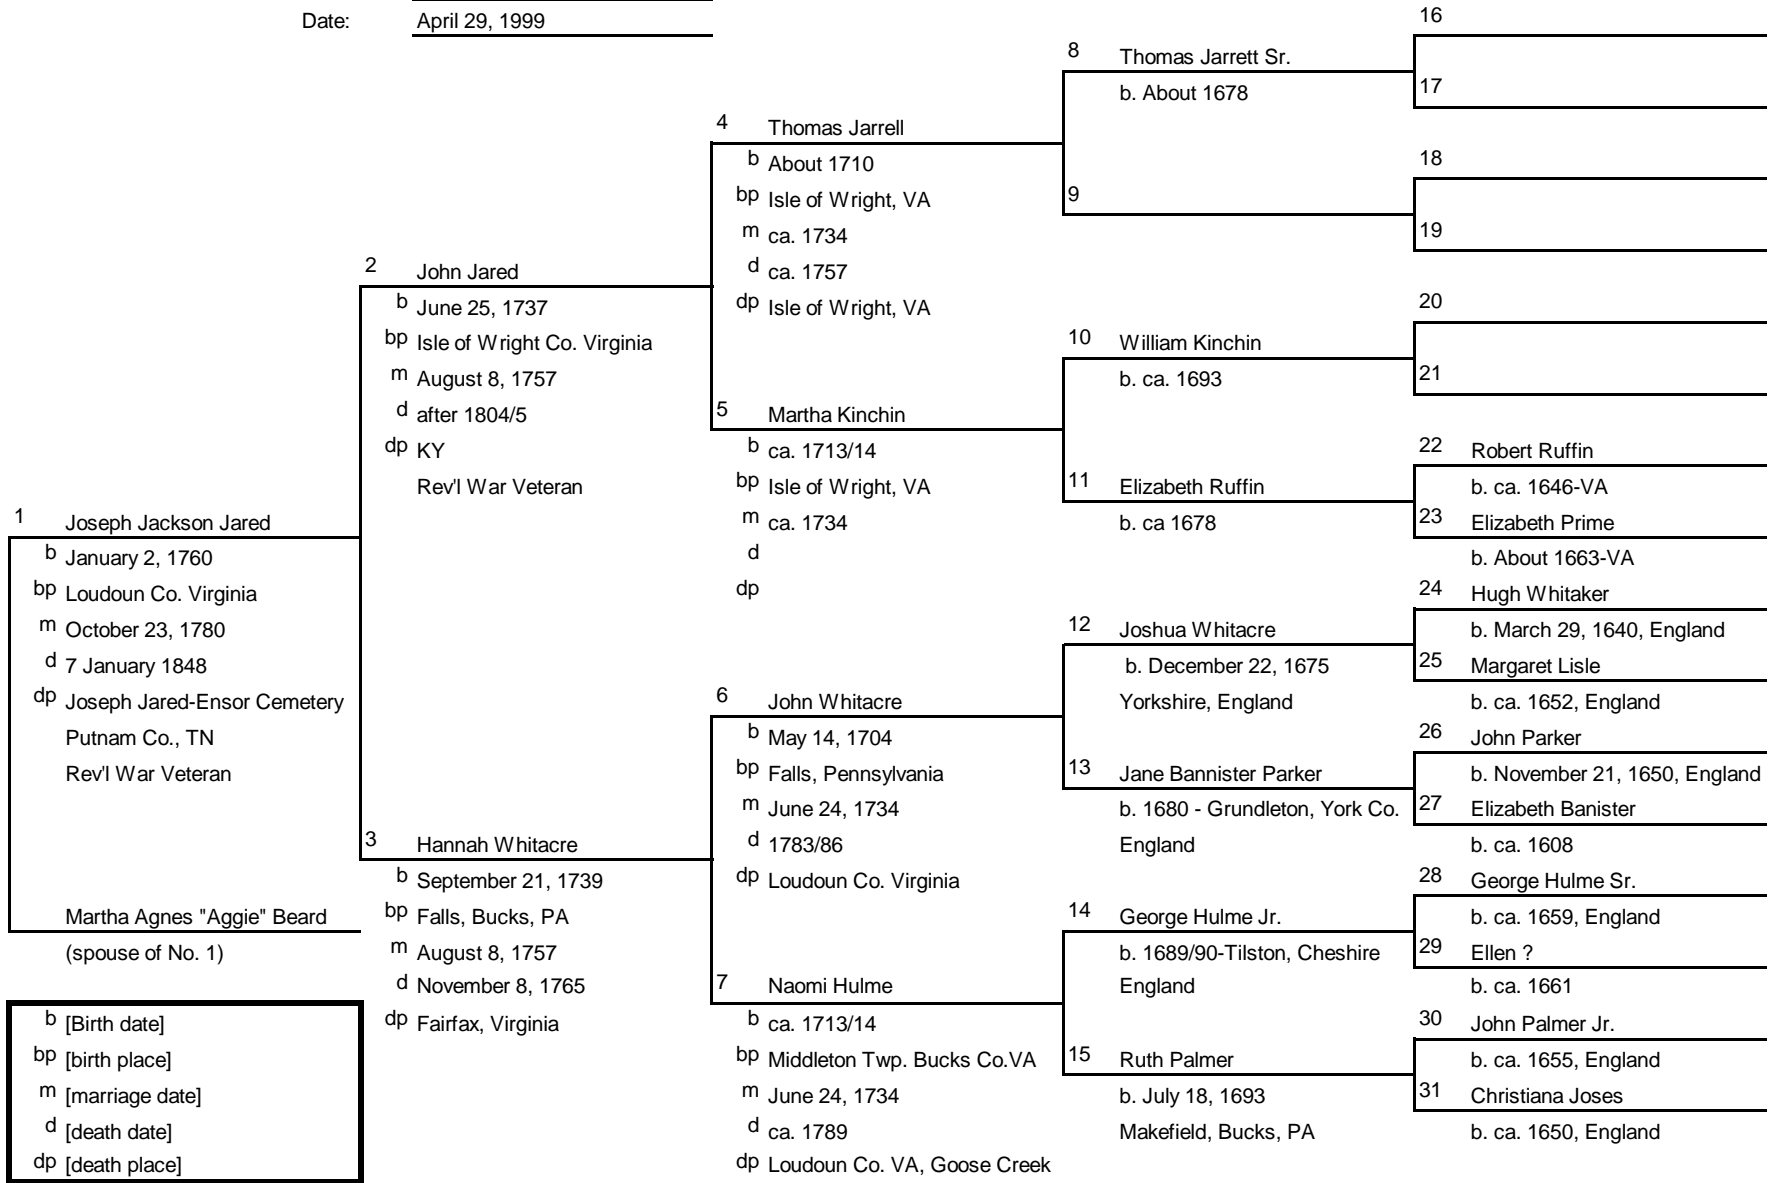 Date: April 29, 1999
1 Joseph Jackson Jared
b January 2, 1760
bp Loudoun Co. Virginia
m October 23, 1780
d 7 January 1848
dp Joseph Jared-Ensor Cemetery
Putnam Co., TN
Rev'l War Veteran
Martha Agnes "Aggie" Beard
(spouse of No. 1)
b [Birth date]
bp [birth place]
m [marriage date]
d [death date]
dp [death place]
2 John Jared
b June 25, 1737
bp Isle of Wright Co. Virginia
m August 8, 1757
d after 1804/5
dp KY
Rev'l War Veteran
3 Hannah Whitacre
b September 21, 1739
bp Falls, Bucks, PA
m August 8, 1757
d November 8, 1765
dp Fairfax, Virginia
4 Thomas Jarrell
b About 1710
bp Isle of Wright, VA
m ca. 1734
d ca. 1757
dp Isle of Wright, VA
5 Martha Kinchin
b ca. 1713/14
bp Isle of Wright, VA
m ca. 1734
d
dp
6 John Whitacre
b May 14, 1704
bp Falls, Pennsylvania
m June 24, 1734
d 1783/86
dp Loudoun Co. Virginia
7 Naomi Hulme
b ca. 1713/14
bp Middleton Twp. Bucks Co.VA
m June 24, 1734
d ca. 1789
dp Loudoun Co. VA, Goose Creek
8 Thomas Jarrett Sr.
b. About 1678
9
10 William Kinchin
b. ca. 1693
11 Elizabeth Ruffin
b. ca 1678
12 Joshua Whitacre
b. December 22, 1675
Yorkshire, England
13 Jane Bannister Parker
b. 1680 - Grundleton, York Co.
England
14 George Hulme Jr.
b. 1689/90-Tilston, Cheshire
England
15 Ruth Palmer
b. July 18, 1693
Makefield, Bucks, PA
16
17
18
19
20
21
22 Robert Ruffin
b. ca. 1646-VA
23 Elizabeth Prime
b. About 1663-VA
24 Hugh Whitaker
b. March 29, 1640, England
25 Margaret Lisle
b. ca. 1652, England
26 John Parker
b. November 21, 1650, England
27 Elizabeth Banister
b. ca. 1608
28 George Hulme Sr.
b. ca. 1659, England
29 Ellen ?
b. ca. 1661
30 John Palmer Jr.
b. ca. 1655, England
31 Christiana Joses
b. ca. 1650, England